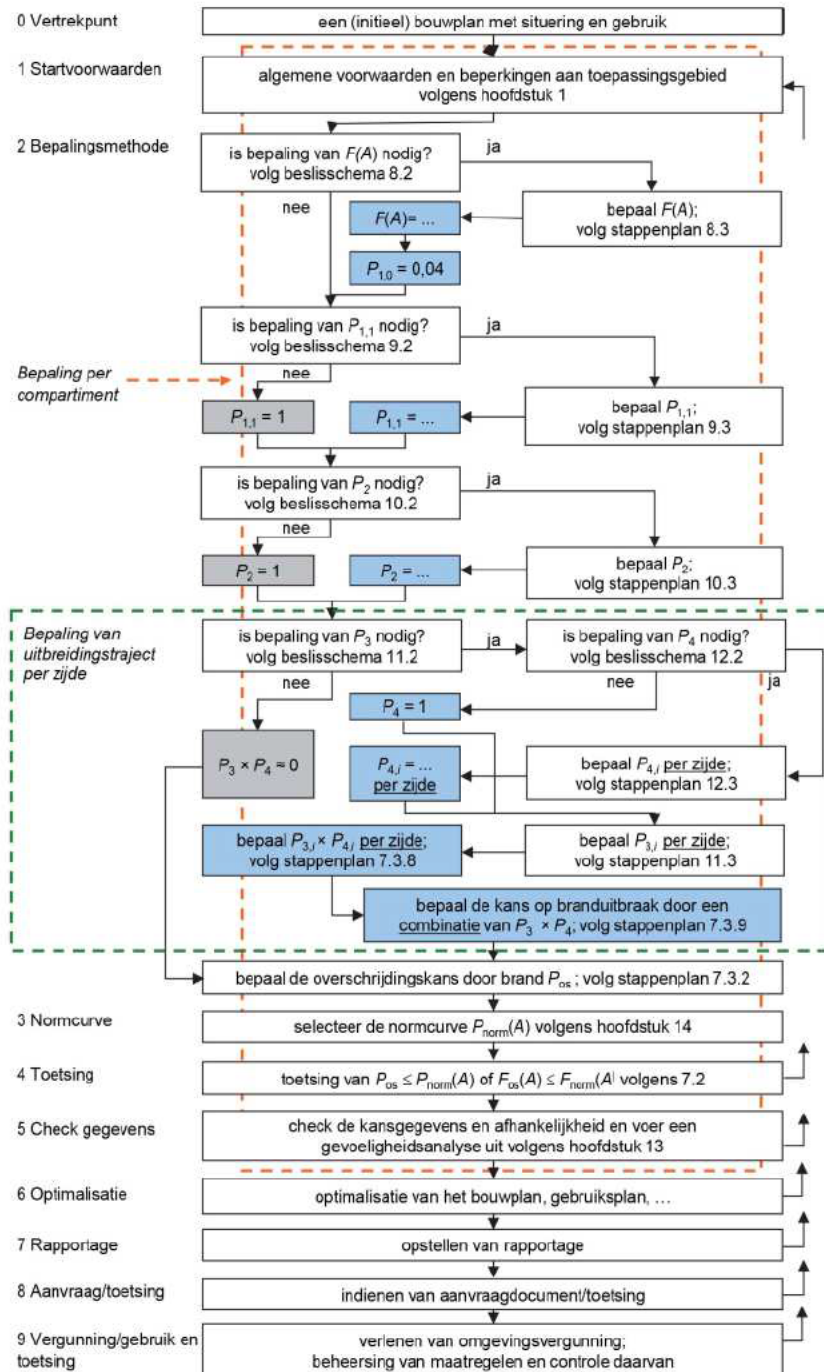 0 Vertrekpunt
een (initieel) bouwplan met situering en gebruik
1 Startvoorwaarden
algemene voorwaarden en beperkingen aan toepassingsgebied
volgens hoofdstuk 1
2 Bepalingsmethode
is bepaling van F(A) nodig?
volg beslisschema 8.2
ja
nee
bepaal F(A);
volg stappenplan 8.3
F(A)= ...
P1,0 = 0,04
is bepaling van P1,1 nodig?
volg beslisschema 9.2
ja
nee
Bepaling per
compartiment
P1,1 = 1
P1,1 = ...
bepaal P1,1;
volg stappenplan 9.3
is bepaling van P2 nodig?
volg beslisschema 10.2
ja
nee
P2 = 1
P2 = ...
bepaal P2;
volg stappenplan 10.3
Bepaling van
uitbreidingstraject
per zijde
is bepaling van P3 nodig?
volg beslisschema 11.2
ja
is bepaling van P4 nodig?
volg beslisschema 12.2
nee
nee
ja
P4 = 1
P3 × P4 ≈ 0
P4,i = ...
per zijde
bepaal P4,i per zijde;
volg stappenplan 12.3
bepaal P3,i × P4,i per zijde;
volg stappenplan 7.3.8
bepaal P3,i per zijde;
volg stappenplan 11.3
bepaal de kans op branduitbraak door een
combinatie van P3 × P4; volg stappenplan 7.3.9
bepaal de overschrijdingskans door brand Pos ; volg stappenplan 7.3.2
3 Normcurve
selecteer de normcurve Pnorm(A) volgens hoofdstuk 14
4 Toetsing
toetsing van Pos ≤ Pnorm(A) of Fos(A) ≤ Fnorm(A) volgens 7.2
5 Check gegevens
check de kansgegevens en afhankelijkheid en voer een
gevoeligheidsanalyse uit volgens hoofdstuk 13
6 Optimalisatie
optimalisatie van het bouwplan, gebruiksplan, ...
7 Rapportage
opstellen van rapportage
8 Aanvraag/toetsing
indienen van aanvraagdocument/toetsing
9 Vergunning/gebruik en
toetsing
verlenen van omgevingsvergunning;
beheersing van maatregelen en controle daarvan